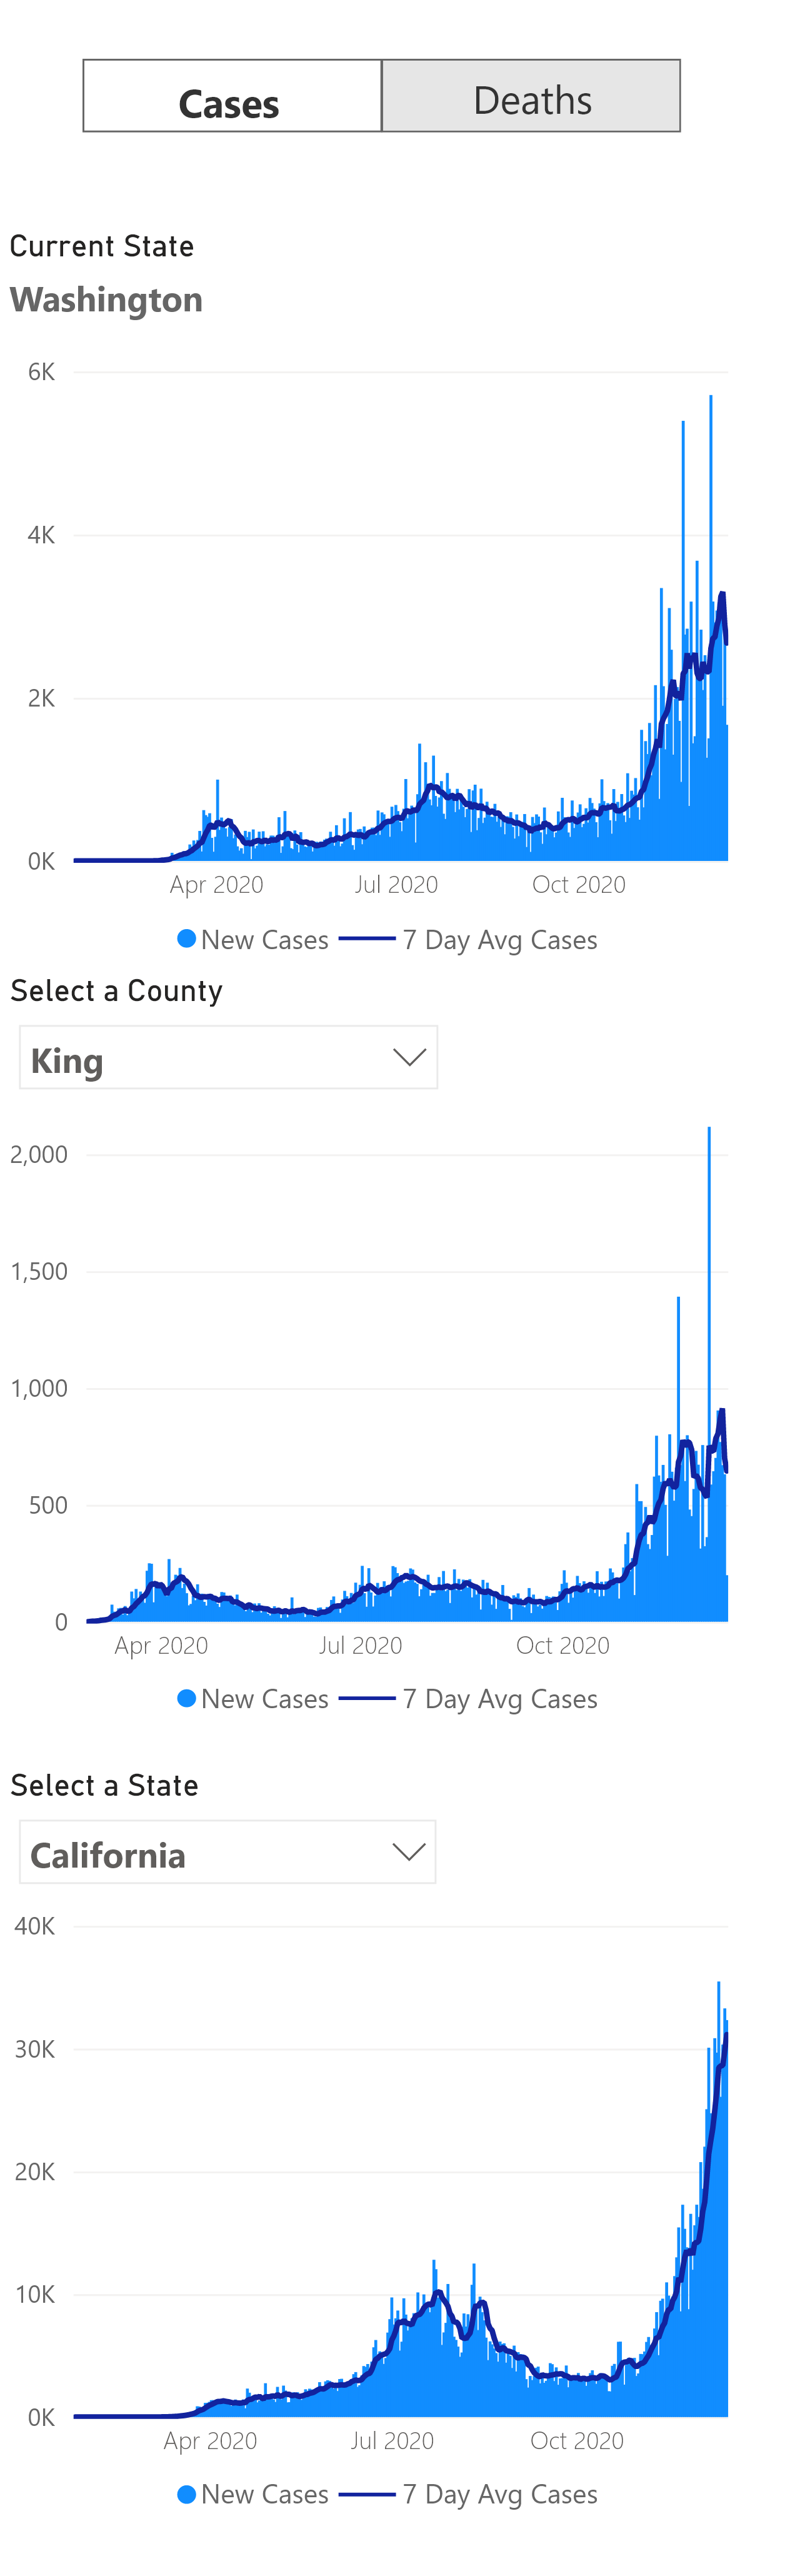 Cases Deaths
Current State
Washington
6K
4K
2K
0K
Apr 2020 Jul 2020 Oct 2020
New Cases 7 Day Avg Cases
Select a County
King
2,000
1,500
1,000
500
0
Apr 2020 Jul 2020 Oct 2020
New Cases 7 Day Avg Cases
Select a State
California
40K
30K
20K
10K
0K
Apr 2020 Jul 2020 Oct 2020
New Cases 7 Day Avg Cases